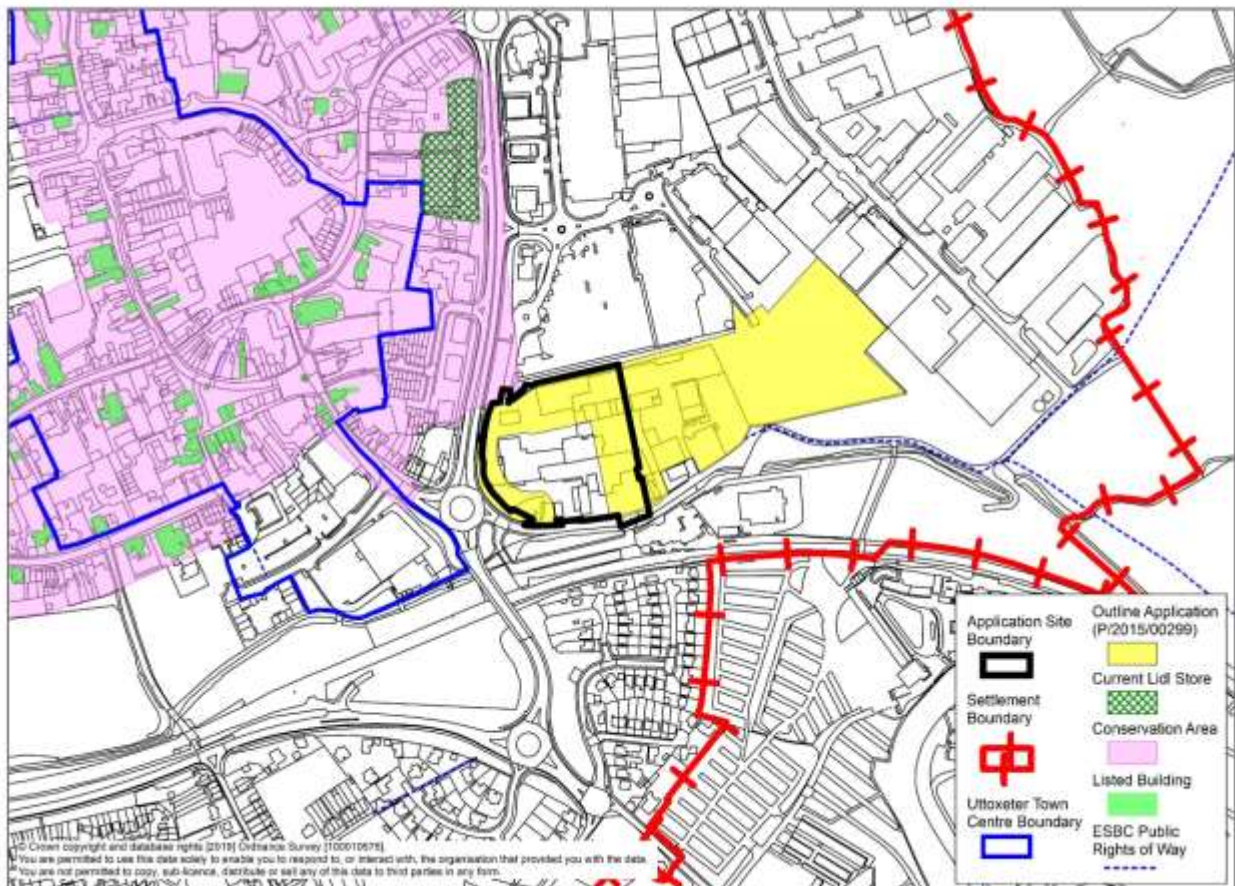 Application Site
Boundary
Settlement
Boundary
Uttoxeter Town
Centre Boundary
Outline Application
(P/2015/00299)
Current Lidl Store
Conservation Area
Listed Building
ESBC Public
Rights of Way
© Crown copyright and database rights [2019] Ordnance Survey [100010575]
You are permitted to use this data solely to enable you to respond to, or interact with, the organisation that provided you with the data.
You are not permitted to copy, sub-licence, distribute or sell any of this data to third parties in any form.